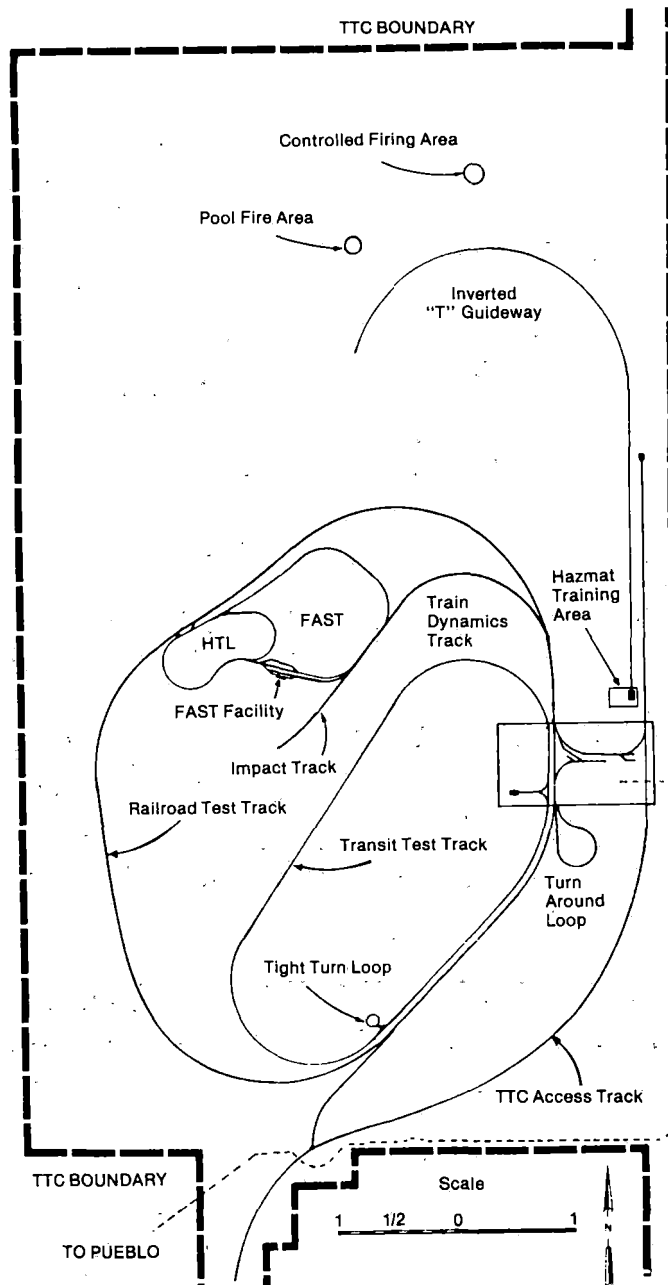 TTC BOUNDARY
Controlled Firing Area
Pool Fire Area
Inverted
"T" Guideway
Hazmat
Training
Area
Train
Dynamics
Track
FAST
HTL
FAST Facility
Impact Track
Railroad Test Track
Transit Test Track
Turn
Around
Loop
Tight Turn Loop
TTC Access Track
TTC BOUNDARY
Scale
1 1/2 0 1
N
TO PUEBLO